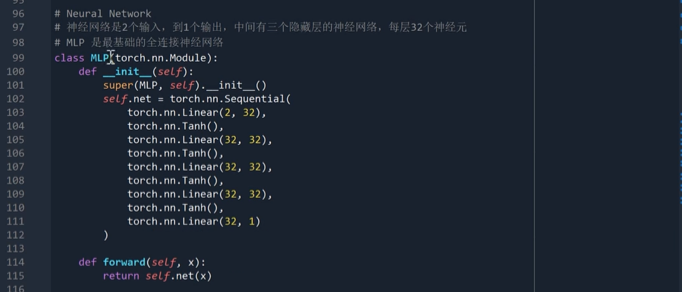 95
96 # Neural Network
97 # 神经网络是2个输入，到1个输出，中间有三个隐藏层的神经网络，每层32个神经元
98 # MLP 是最基础的全连接神经网络
99 class MLP(torch.nn.Module):
100 def __init__(self):
101 super(MLP, self).__init__()
102 self.net = torch.nn.Sequential(
103 torch.nn.Linear(2, 32),
104 torch.nn.Tanh(),
105 torch.nn.Linear(32, 32),
106 torch.nn.Tanh(),
107 torch.nn.Linear(32, 32),
108 torch.nn.Tanh(),
109 torch.nn.Linear(32, 32),
110 torch.nn.Tanh(),
111 torch.nn.Linear(32, 1)
112 )
113
114 def forward(self, x):
115 return self.net(x)
116